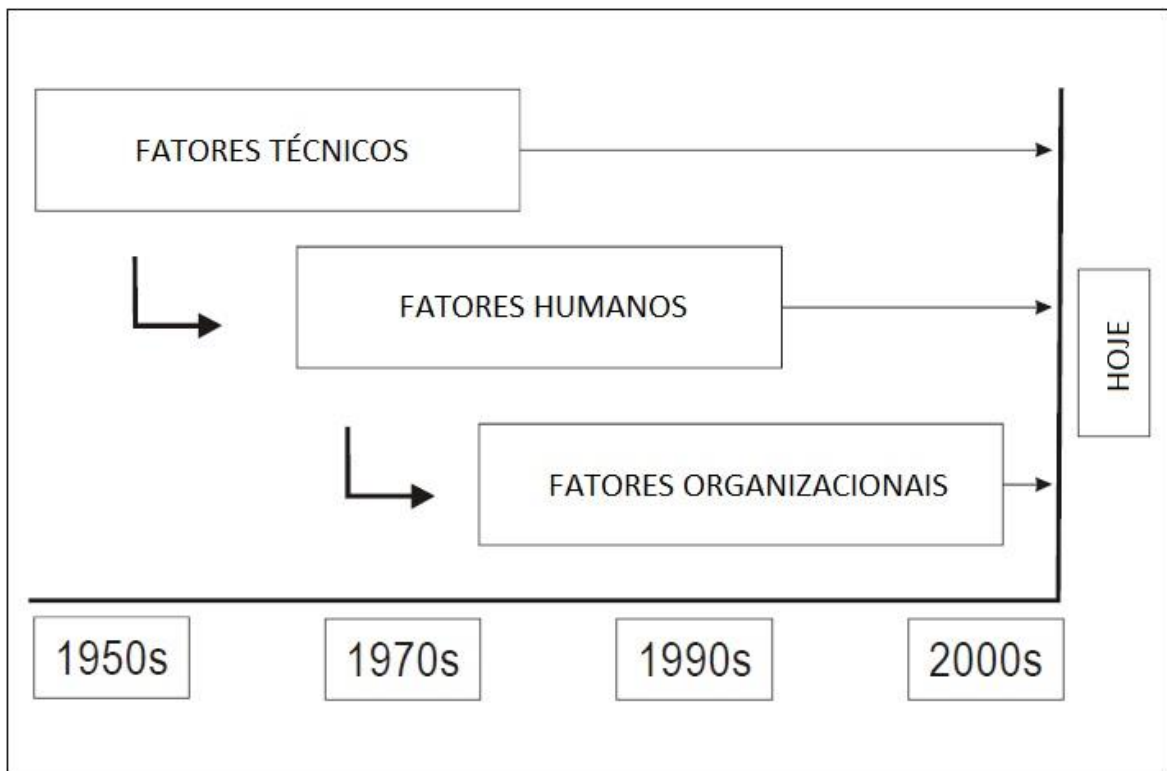 FATORES TÉCNICOS
FATORES HUMANOS
HOJE
FATORES ORGANIZACIONAIS
1950s
1970s
1990s
2000s